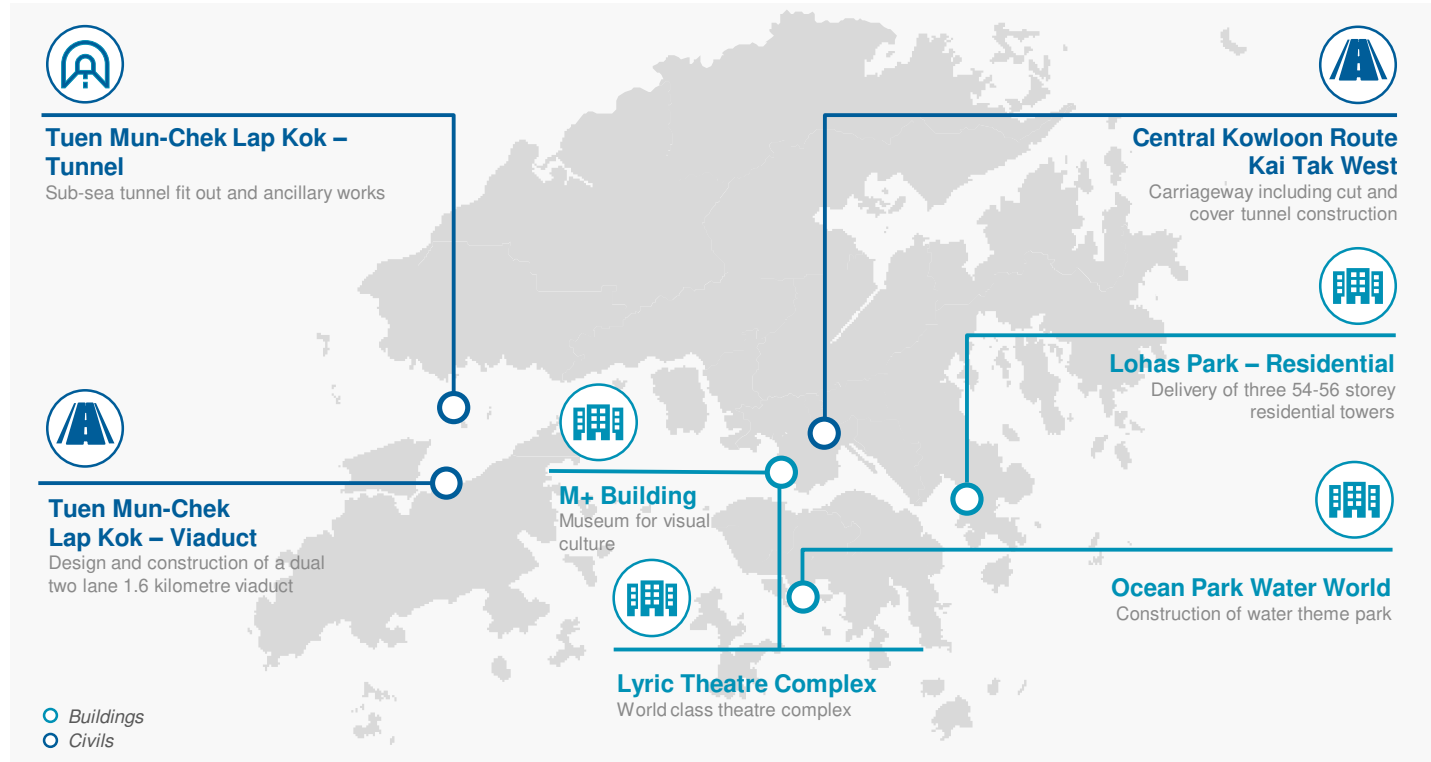 Tuen Mun-Chek Lap Kok –
Tunnel
Sub-sea tunnel fit out and ancillary works
Central Kowloon Route
Kai Tak West
Carriageway including cut and
cover tunnel construction
Lohas Park – Residential
Delivery of three 54-56 storey
residential towers
Tuen Mun-Chek
Lap Kok – Viaduct
Design and construction of a dual
two lane 1.6 kilometre viaduct
M+ Building
Museum for visual
culture
Ocean Park Water World
Construction of water theme park
Lyric Theatre Complex
World class theatre complex
Buildings
Civils